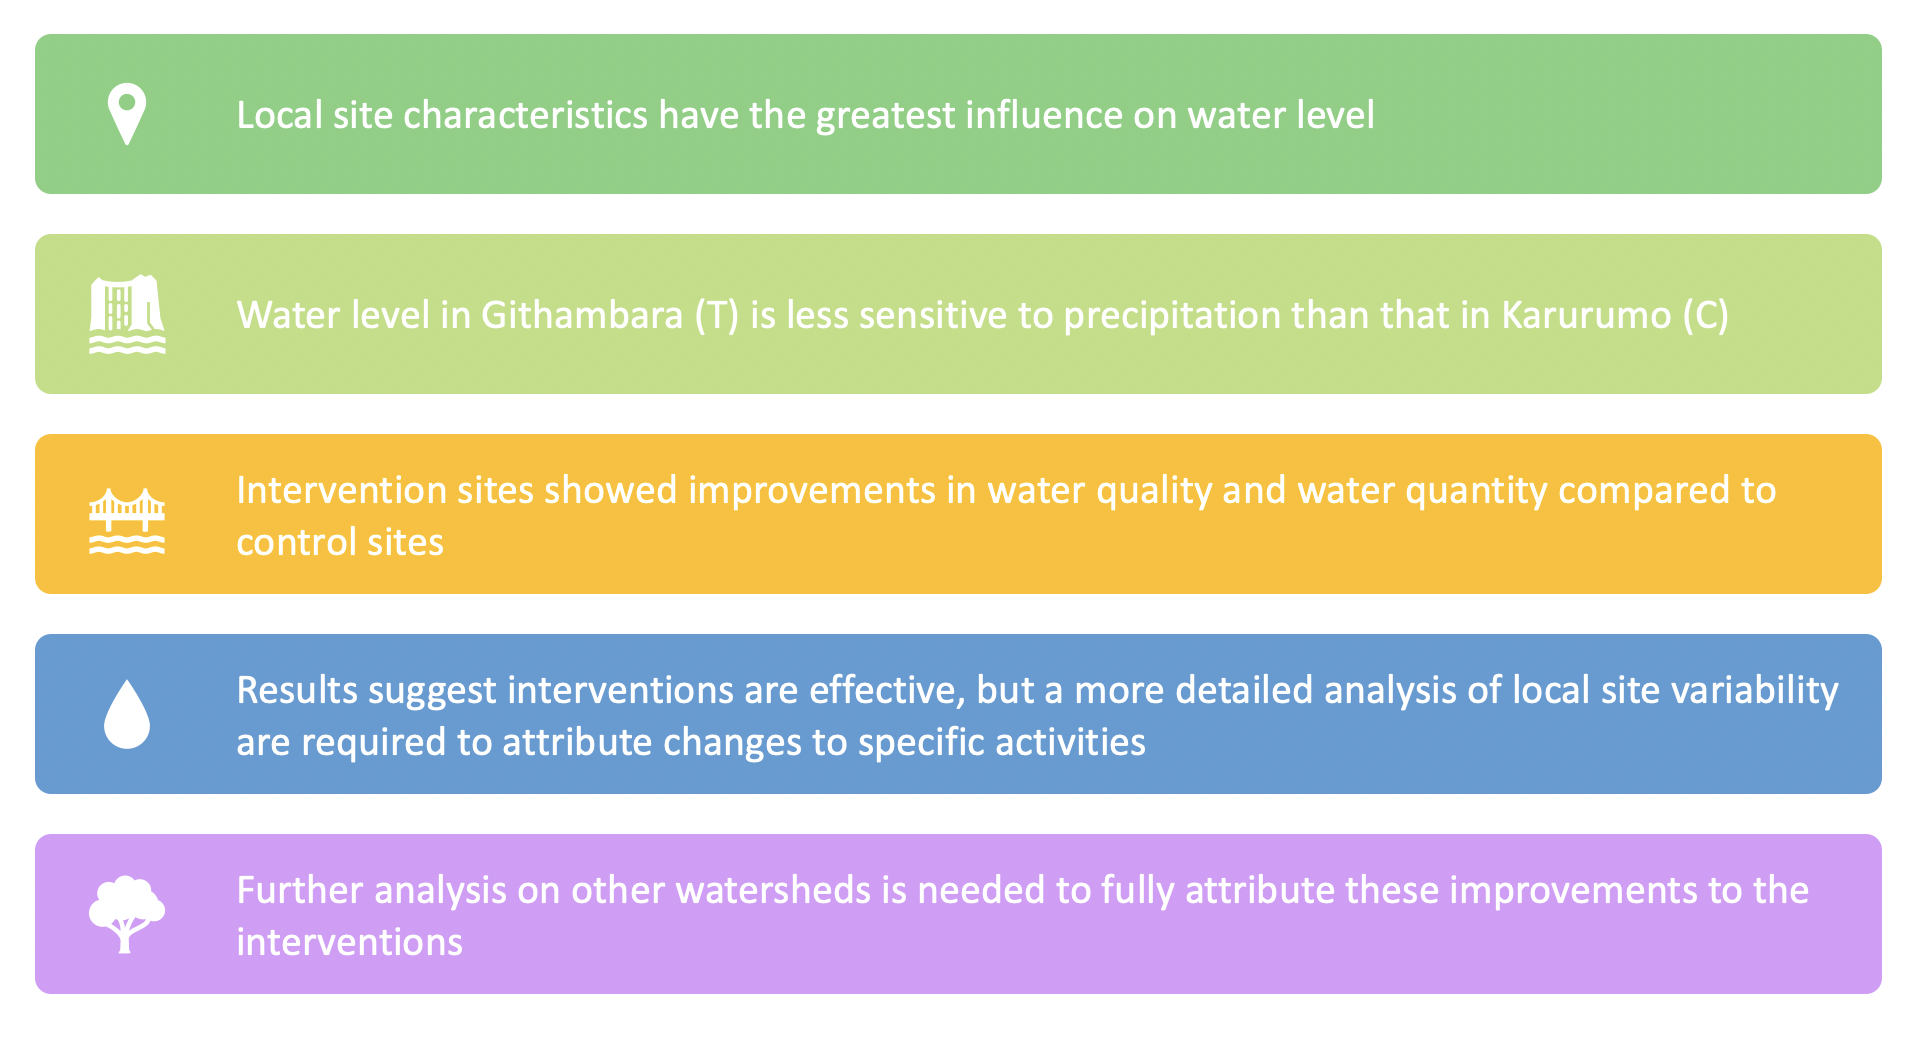 Local site characteristics have the greatest influence on water level
Water level in Githambara (T) is less sensitive to precipitation than that in Karurumo (C)
Intervention sites showed improvements in water quality and water quantity compared to
control sites
Results suggest interventions are effective, but a more detailed analysis of local site variability
are required to attribute changes to specific activities
Further analysis on other watersheds is needed to fully attribute these improvements to the
interventions